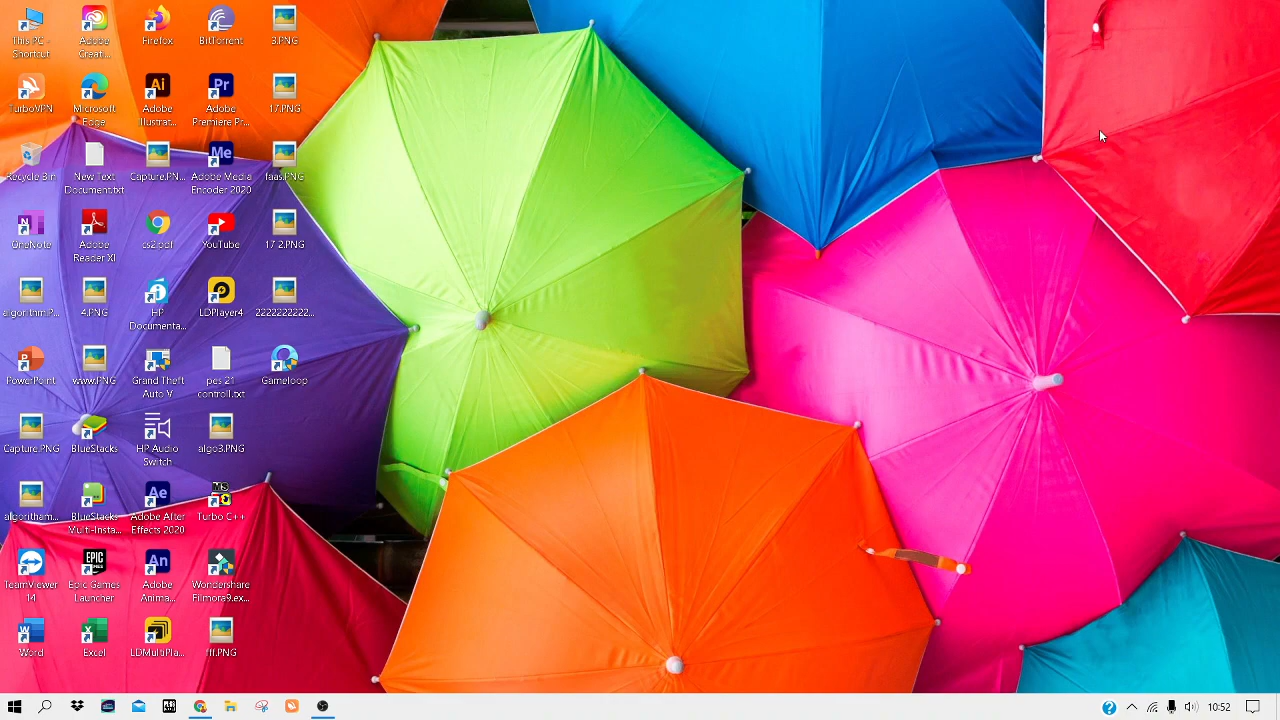 This PC - Shortcut
Adobe Creati...
Firefox
BitTorrent
3.PNG
TurboVPN
Microsoft Edge
Adobe Illustrat...
Adobe Premiere Pr...
17.PNG
Recycle Bin
New Text Document.txt
Capture.PN...
Adobe Media Encoder 2020
faas.PNG
OneNote
Adobe Reader XI
cs2.pdf
YouTube
17 2.PNG
algorithm.P...
4.PNG
HP Documenta...
LDPlayer4
2222222222...
PowerPoint
www.PNG
Grand Theft Auto V
pes 21 controll.txt
Gameloop
Capture.PNG
BlueStacks
HP Audio Switch
algo3.PNG
algoritham...
BlueStacks Multi-Insta...
Adobe After Effects 2020
Turbo C++
TeamViewer 14
Epic Games Launcher
Adobe Anima...
Wondershare Filmora9.ex...
Word
Excel
LDMultiPla...
fff.PNG
10:52